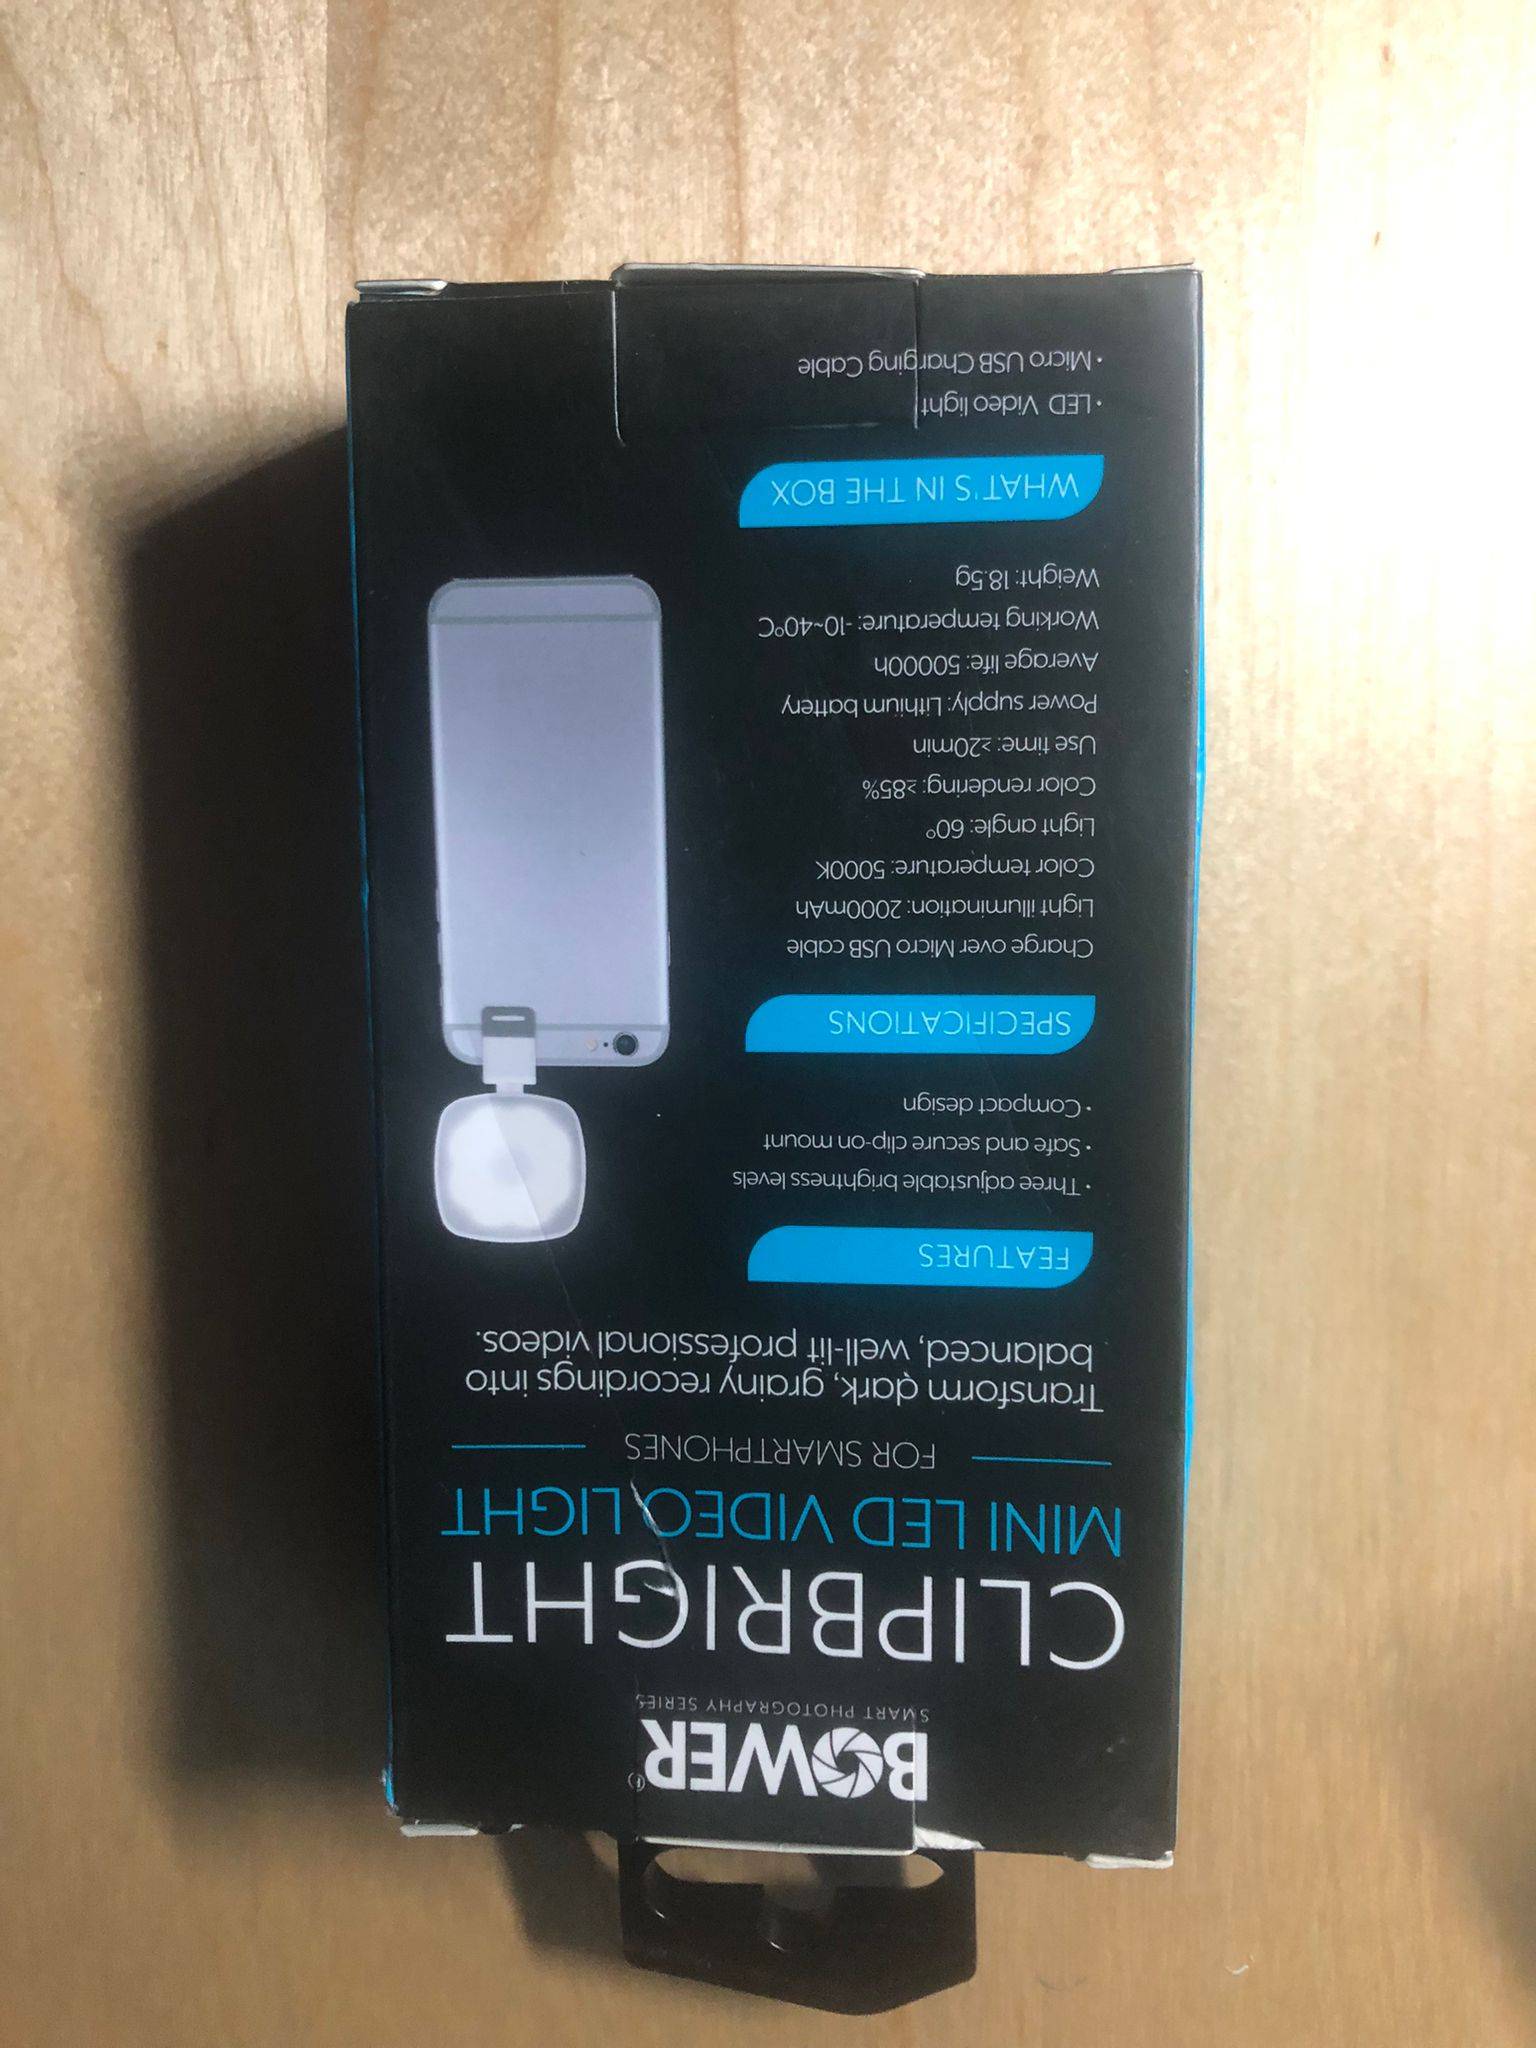 BOWER®
SMART PHOTOGRAPHY SERIES
CLIPBRIGHT
MINI LED VIDEO LIGHT
FOR SMARTPHONES
Transform dark, grainy recordings into
balanced, well-lit professional videos.
FEATURES
• Three adjustable brightness levels
• Safe and secure clip-on mount
• Compact design
SPECIFICATIONS
Charge over Micro USB cable
Light illumination: 2000mAh
Color temperature: 5000K
Light angle: 60°
Color rendering: ≥85%
Use time: ≥20min
Power supply: Lithium battery
Average life: 50000h
Working temperature: -10~40°C
Weight: 18.5g
WHAT'S IN THE BOX
• LED Video light
• Micro USB Charging Cable